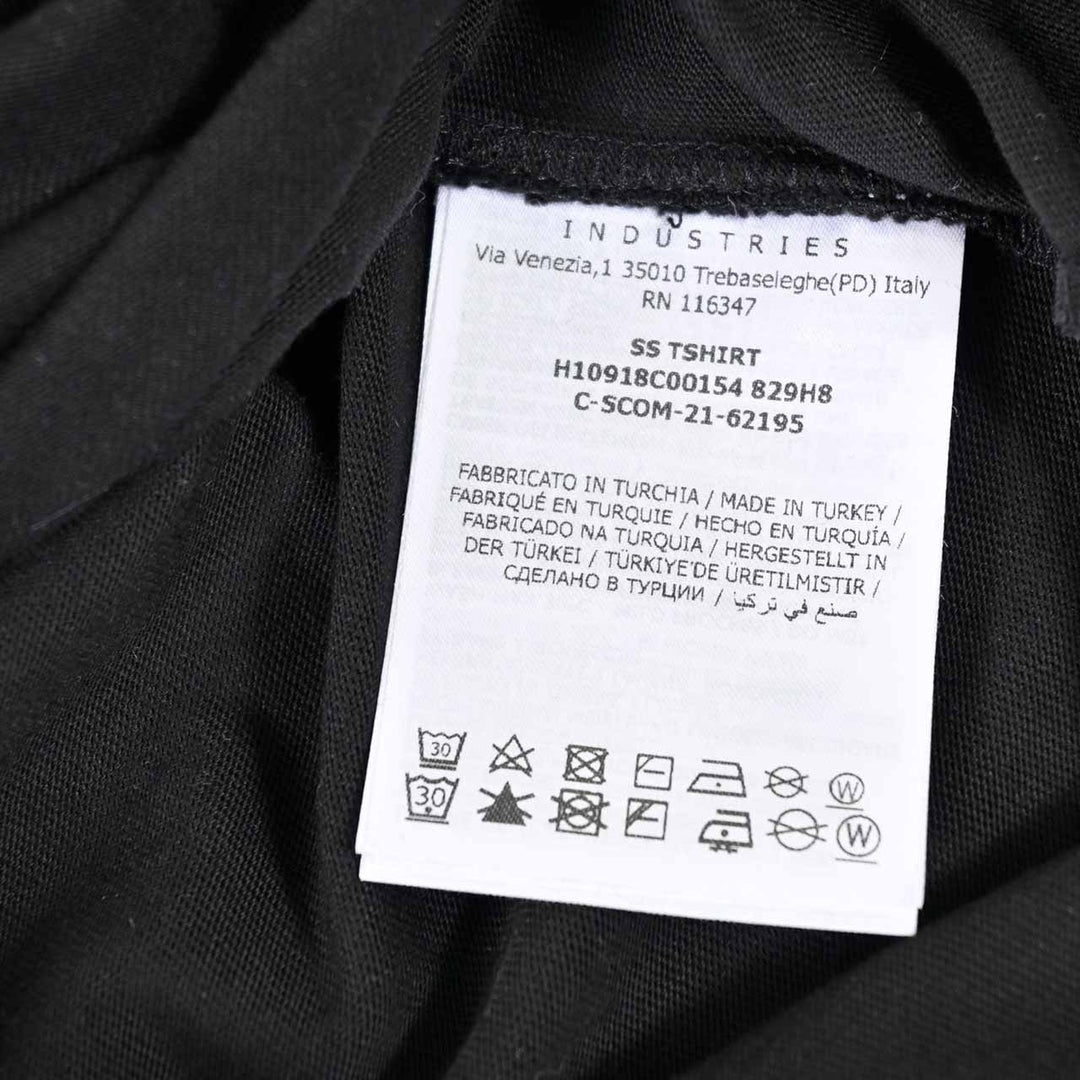 INDUSTRIES
Via Venezia,1 35010 Trebaseleghe(PD) Italy
RN 116347
SS TSHIRT
H10918C00154 829H8
C-SCOM-21-62195
FABBRICATO IN TURCHIA / MADE IN TURKEY /
FABRIQUÉ EN TURQUIE / HECHO EN TURQUÍA /
FABRICADO NA TURQUIA / HERGESTELLT IN
DER TÜRKEI / TÜRKIYE'DE ÜRETILMISTIR /
СДЕЛАНО В ТУРЦИИ / صنع في تركيا
30 W
30 W